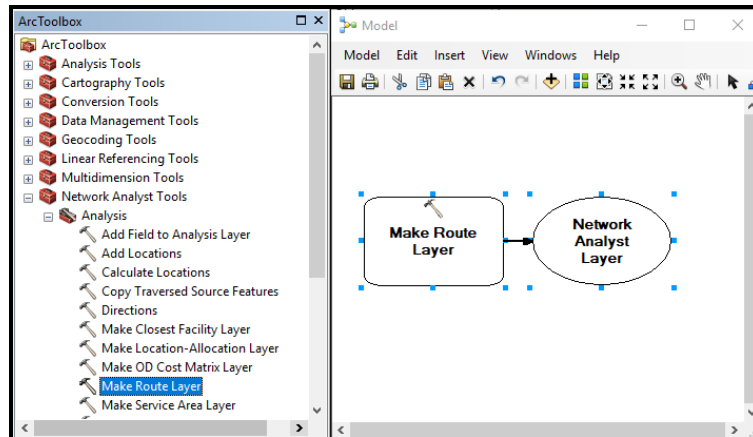 ArcToolbox
ArcToolbox
Analysis Tools
Cartography Tools
Conversion Tools
Data Management Tools
Geocoding Tools
Linear Referencing Tools
Multidimension Tools
Network Analyst Tools
Analysis
Add Field to Analysis Layer
Add Locations
Calculate Locations
Copy Traversed Source Features
Directions
Make Closest Facility Layer
Make Location-Allocation Layer
Make OD Cost Matrix Layer
Make Route Layer
Make Service Area Layer
Model
Model Edit Insert View Windows Help
Make Route
Layer
Network
Analyst
Layer